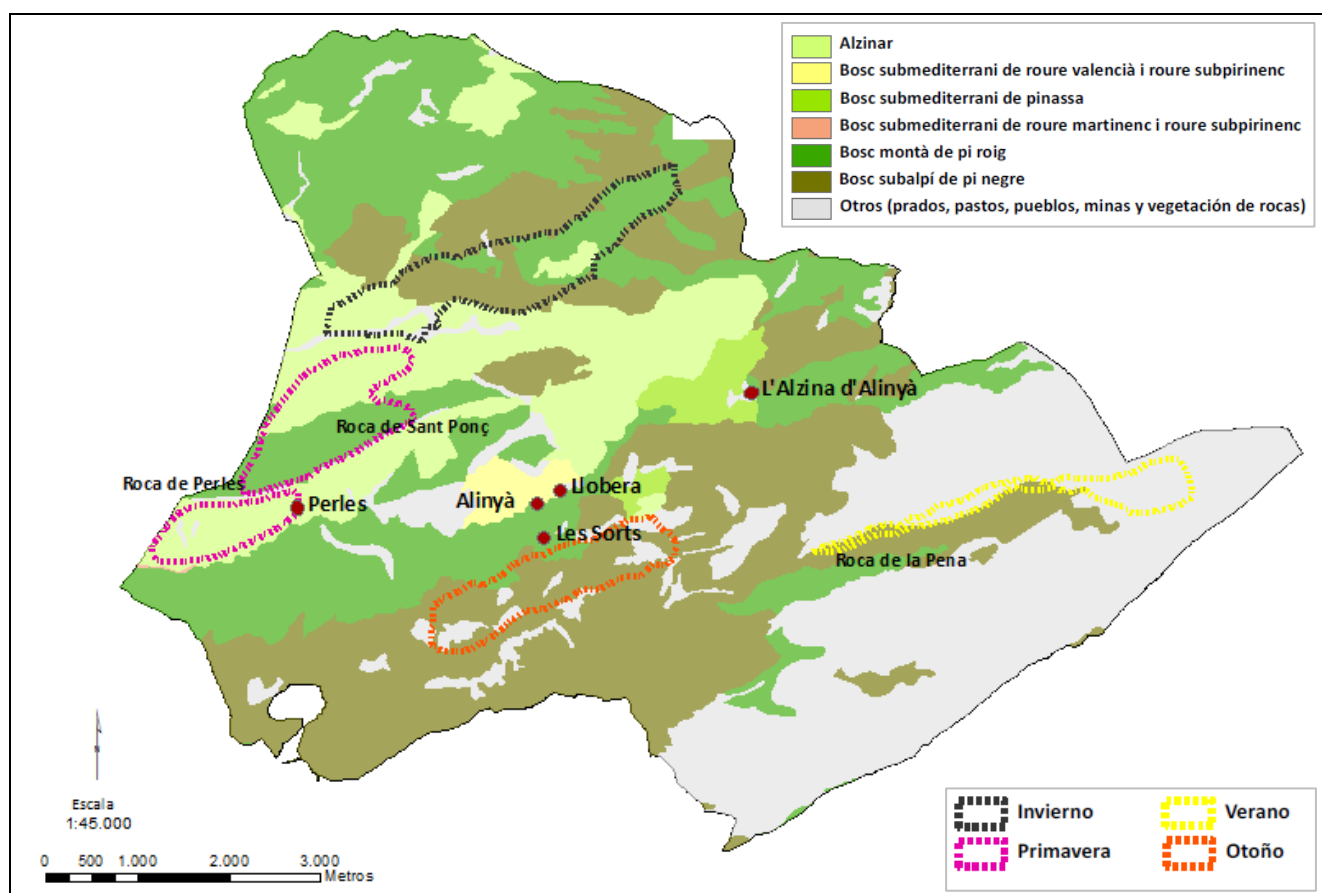 Alzinar
Bosc submediterrani de roure valencià i roure subpirinenc
Bosc submediterrani de pinassa
Bosc submediterrani de roure martinenc i roure subpirinenc
Bosc montà de pi roig
Bosc subalpí de pi negre
Otros (prados, pastos, pueblos, minas y vegetación de rocas)
L'Alzina d'Alinyà
Roca de Sant Ponç
Roca de Perles
Perles
Alinyà
Llobera
Les Sorts
Roca de la Pena
N
Escala
1:45.000
0 500 1.000 2.000 3.000
Metros
Invierno
Verano
Primavera
Otoño